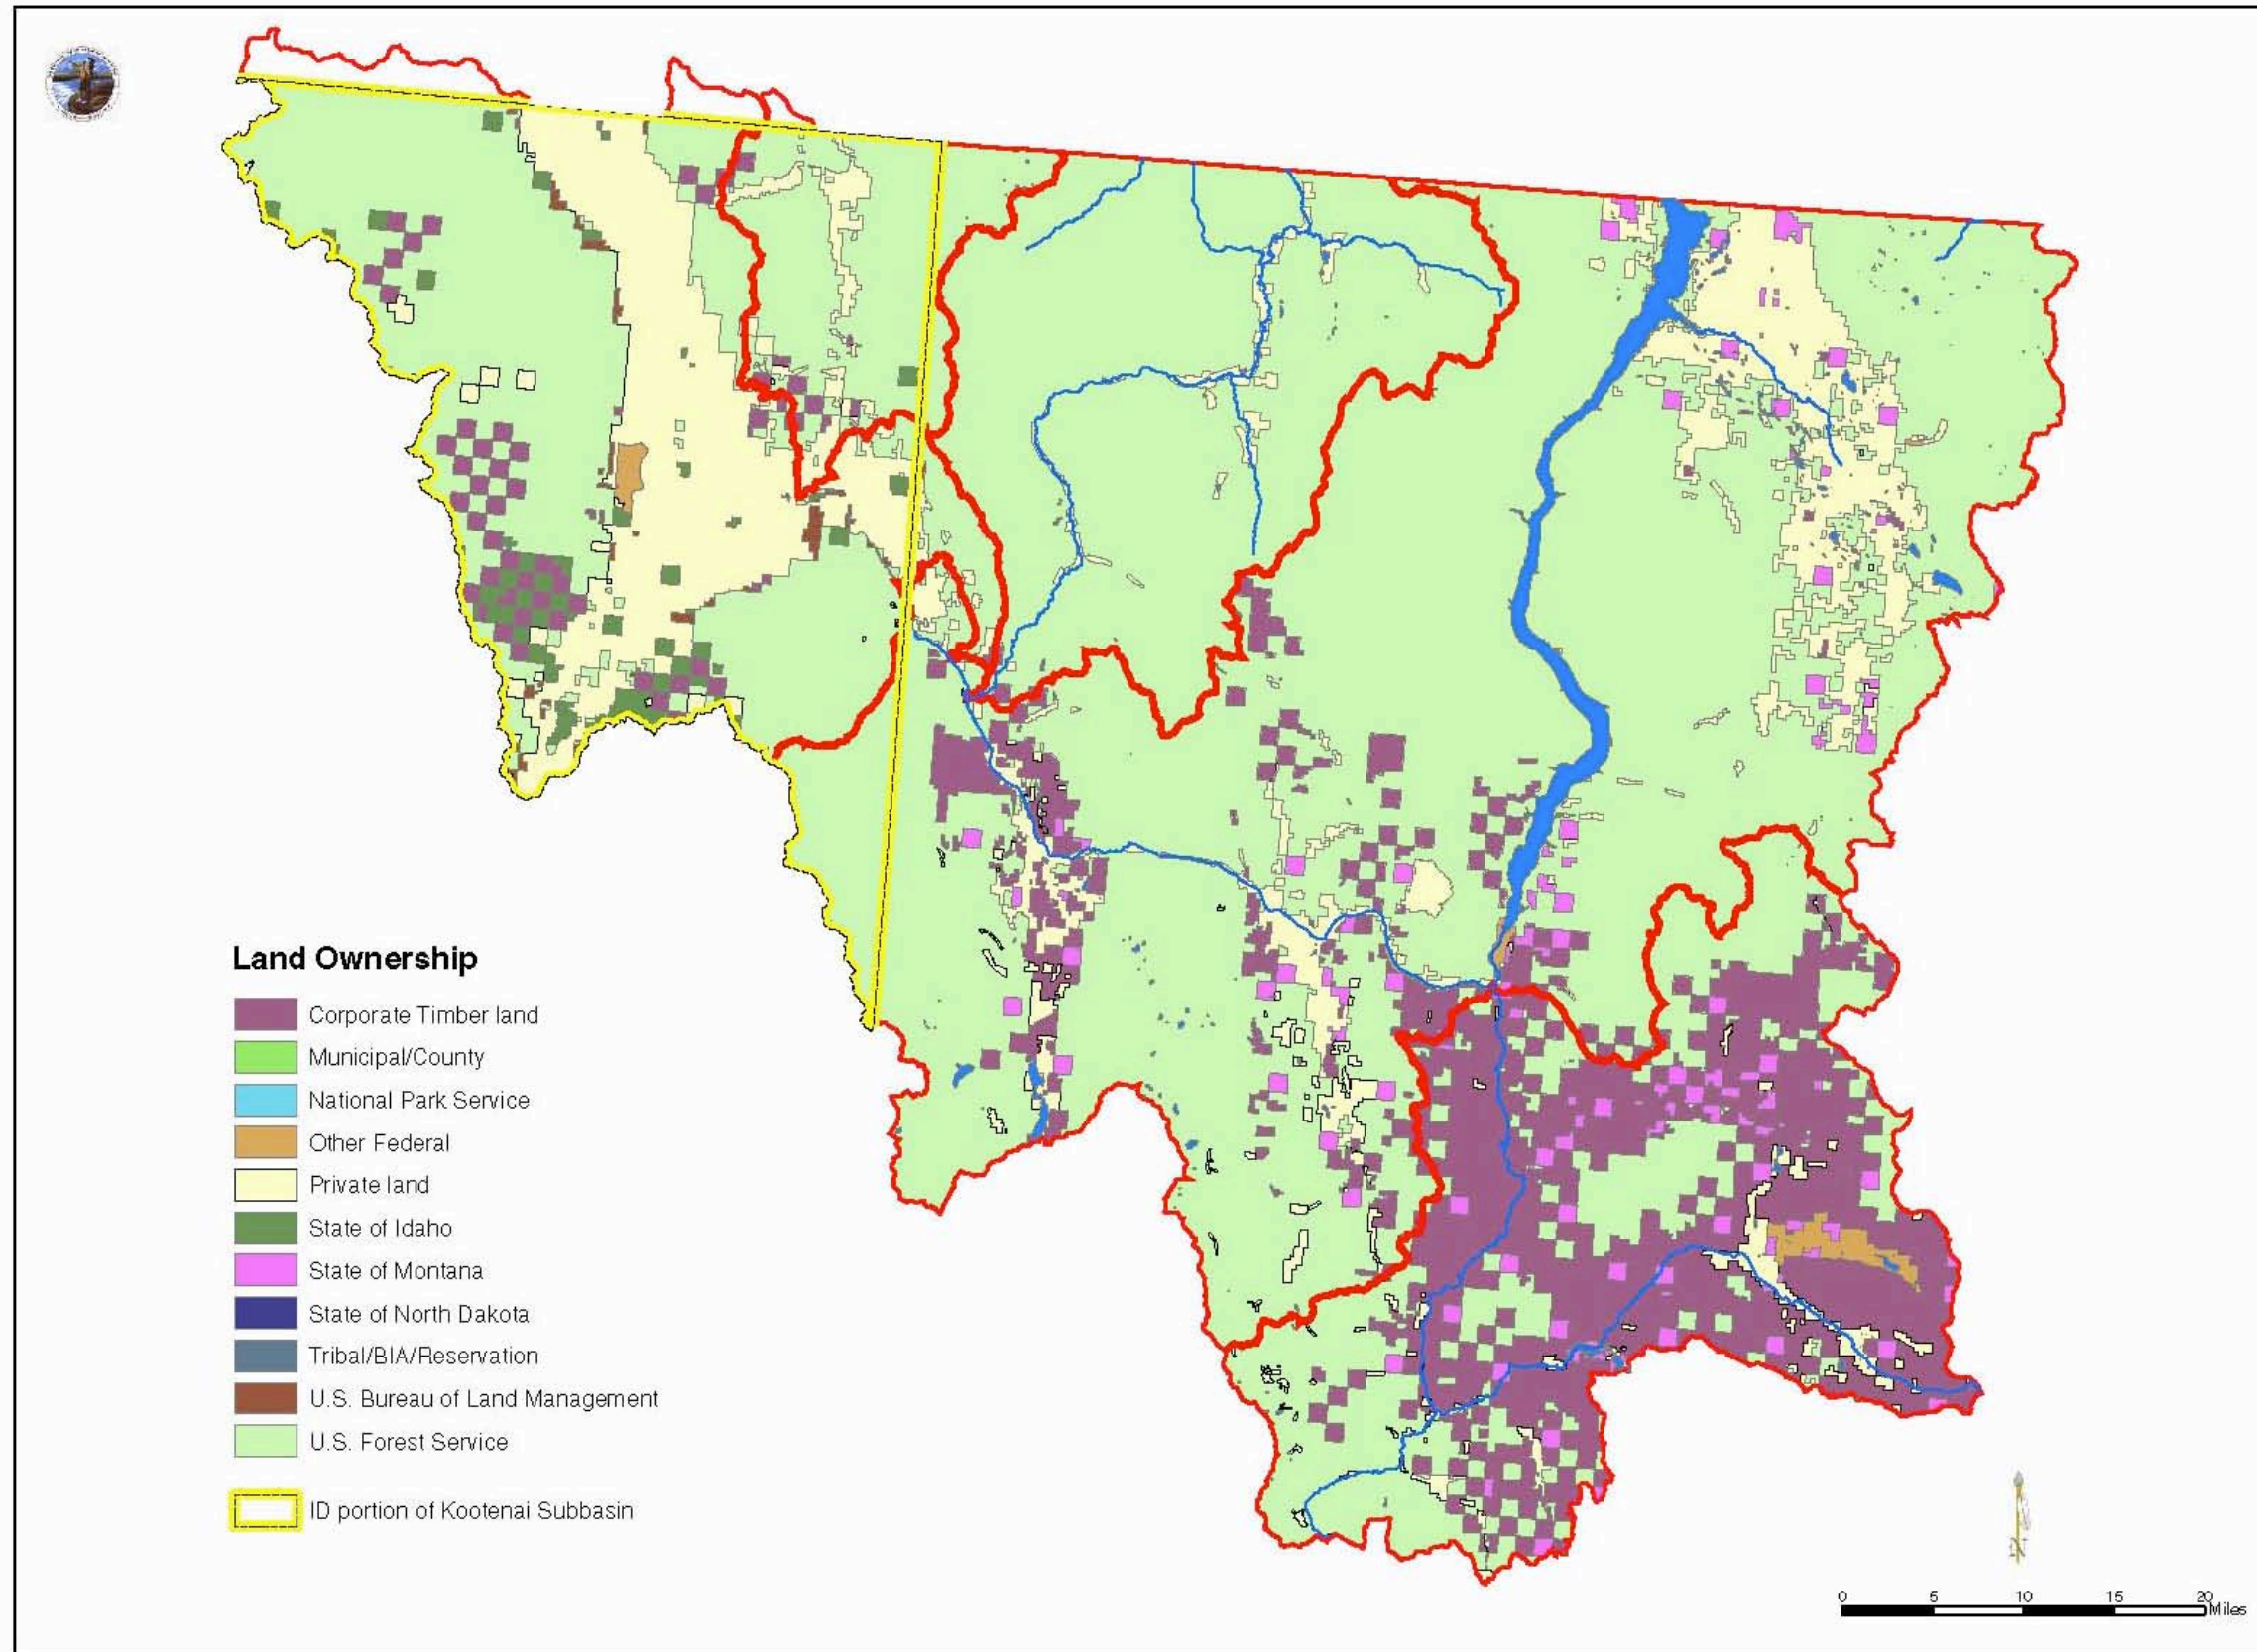 Land Ownership
Corporate Timber land
Municipal/County
National Park Service
Other Federal
Private land
State of Idaho
State of Montana
State of North Dakota
Tribal/BIA/Reservation
U.S. Bureau of Land Management
U.S. Forest Service
ID portion of Kootenai Subbasin
0 5 10 15 20 Miles